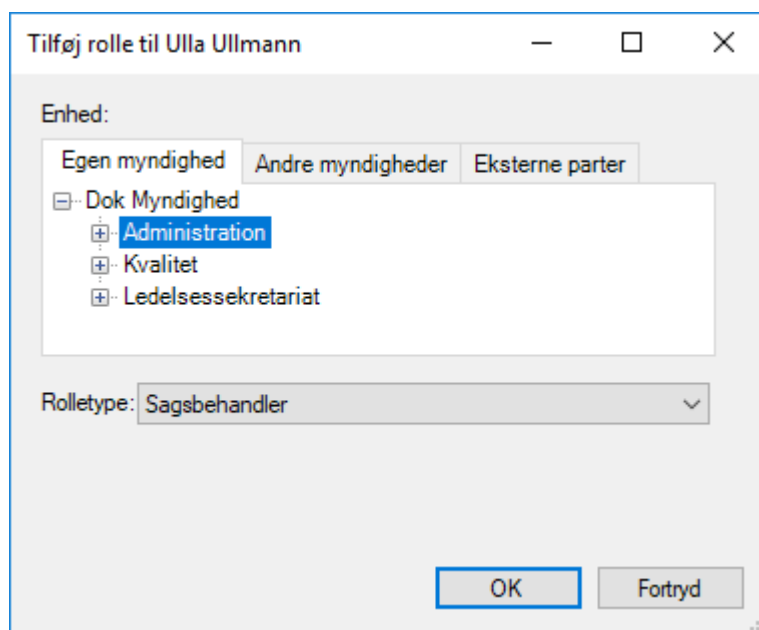 Tilføj rolle til Ulla Ullmann
Enhed:
Egen myndighed Andre myndigheder Eksterne parter
Dok Myndighed
Administration
Kvalitet
Ledelsessekretariat
Rolletype: Sagsbehandler
OK Fortryd